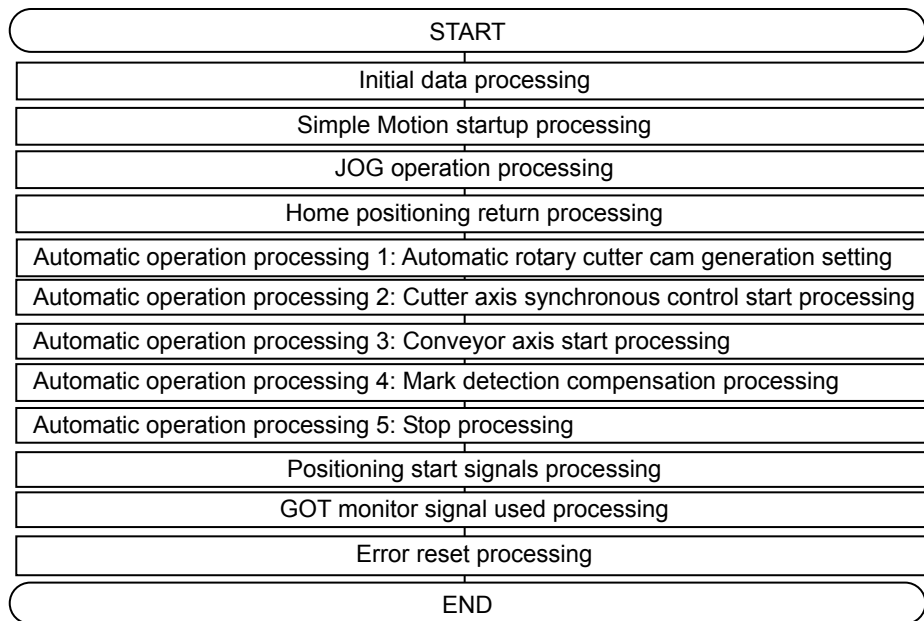 START
Initial data processing
Simple Motion startup processing
JOG operation processing
Home positioning return processing
Automatic operation processing 1: Automatic rotary cutter cam generation setting
Automatic operation processing 2: Cutter axis synchronous control start processing
Automatic operation processing 3: Conveyor axis start processing
Automatic operation processing 4: Mark detection compensation processing
Automatic operation processing 5: Stop processing
Positioning start signals processing
GOT monitor signal used processing
Error reset processing
END